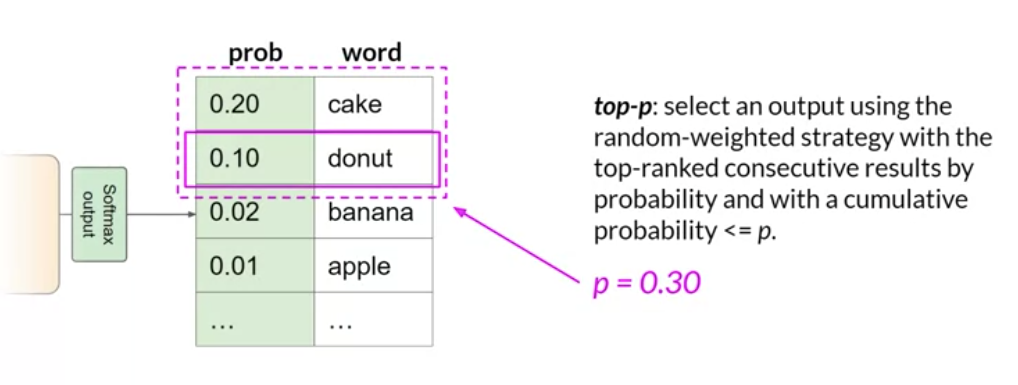 prob word
0.20 cake
0.10 donut
0.02 banana
0.01 apple
... ...
Softmax
output
top-p: select an output using the
random-weighted strategy with the
top-ranked consecutive results by
probability and with a cumulative
probability <= p.
p = 0.30